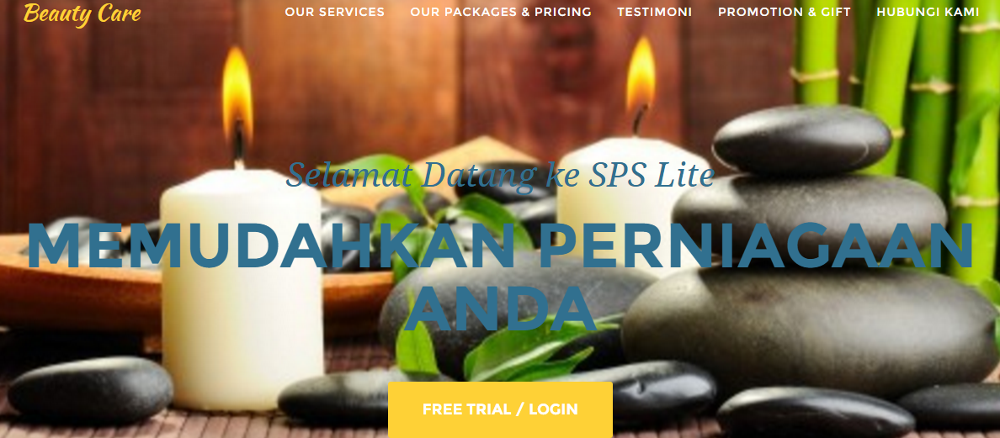 Beauty Care
OUR SERVICES
OUR PACKAGES & PRICING
TESTIMONI
PROMOTION & GIFT
HUBUNGI KAMI
Selamat Datang ke SPS Lite
MEMUDAHKAN PERNIAGAAN
ANDA
FREE TRIAL / LOGIN